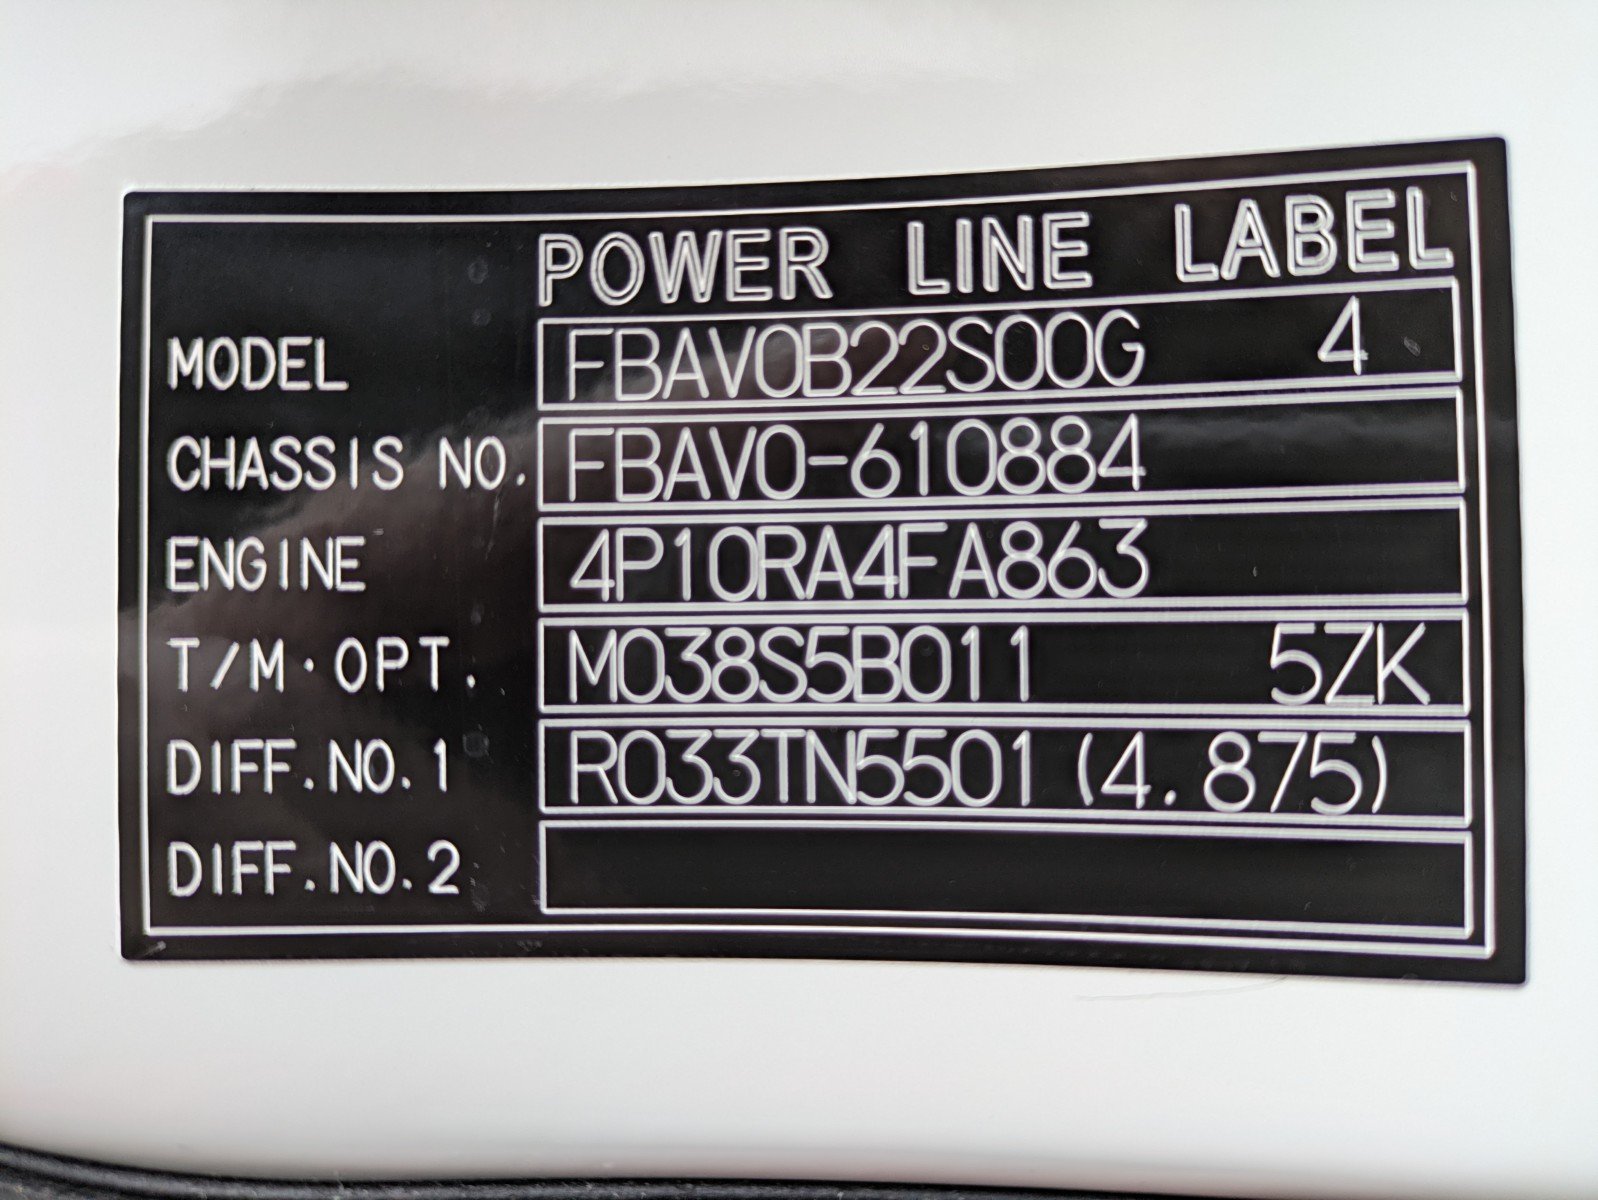 POWER LINE LABEL
MODEL FBAV0B22S00G 4
CHASSIS NO. FBAV0-610884
ENGINE 4P10RA4FA863
T/M·OPT. M038S5B011 5ZK
DIFF.NO.1 R033TN5501(4.875)
DIFF.NO.2